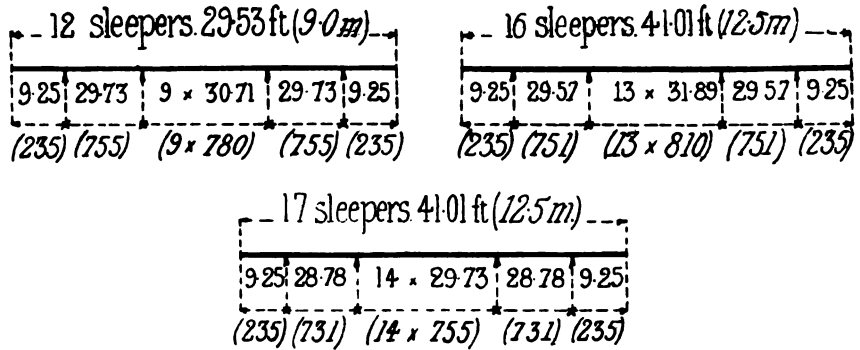 12 sleepers. 29·53 ft (9·0 m)
9·25 29·73 9 × 30·71 29·73 9·25
(235) (755) (9 × 780) (755) (235)
16 sleepers. 41·01 ft (12·5 m)
9·25 29·57 13 × 31·89 29·57 9·25
(235) (751) (13 × 810) (751) (235)
17 sleepers. 41·01 ft (12·5 m.)
9·25 28·78 14 × 29·73 28·78 9·25
(235) (731) (14 × 755) (731) (235)